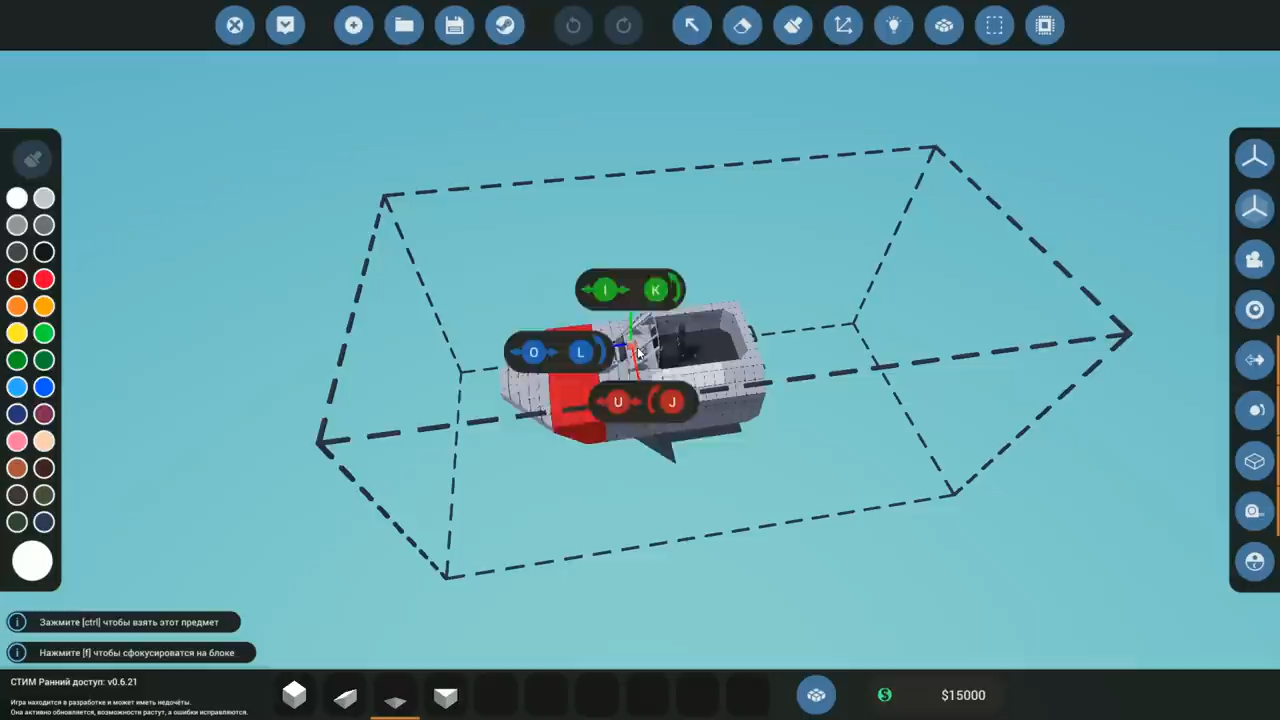 I K
O L
U J
Зажмите [ctrl] чтобы взять этот предмет
Нажмите [f] чтобы сфокусироватся на блоке
СТИМ Ранний доступ: v0.6.21
Игра находится в разработке и может иметь недочёты.
Она активно обновляется, возможности растут, а ошибки исправляются.
$15000